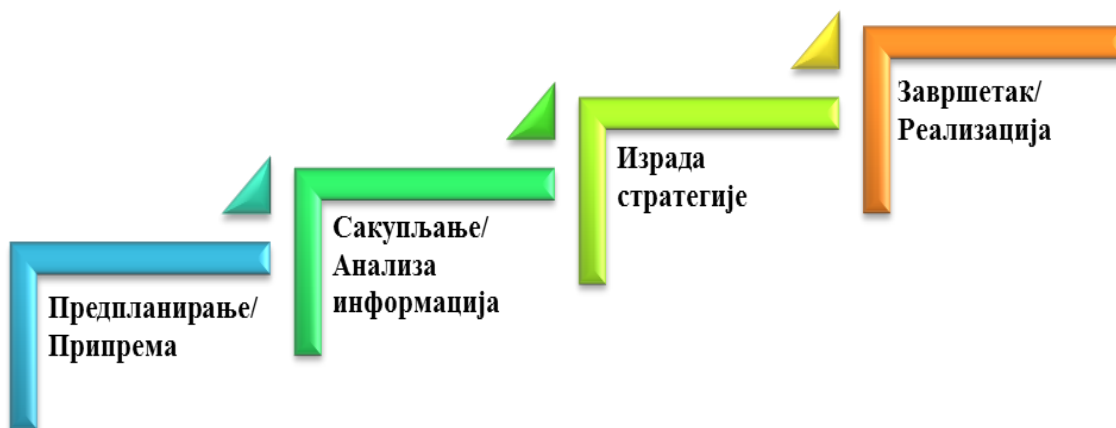 Предпланирање/
Припрема
Сакупљање/
Анализа
информација
Израда
стратегије
Завршетак/
Реализација